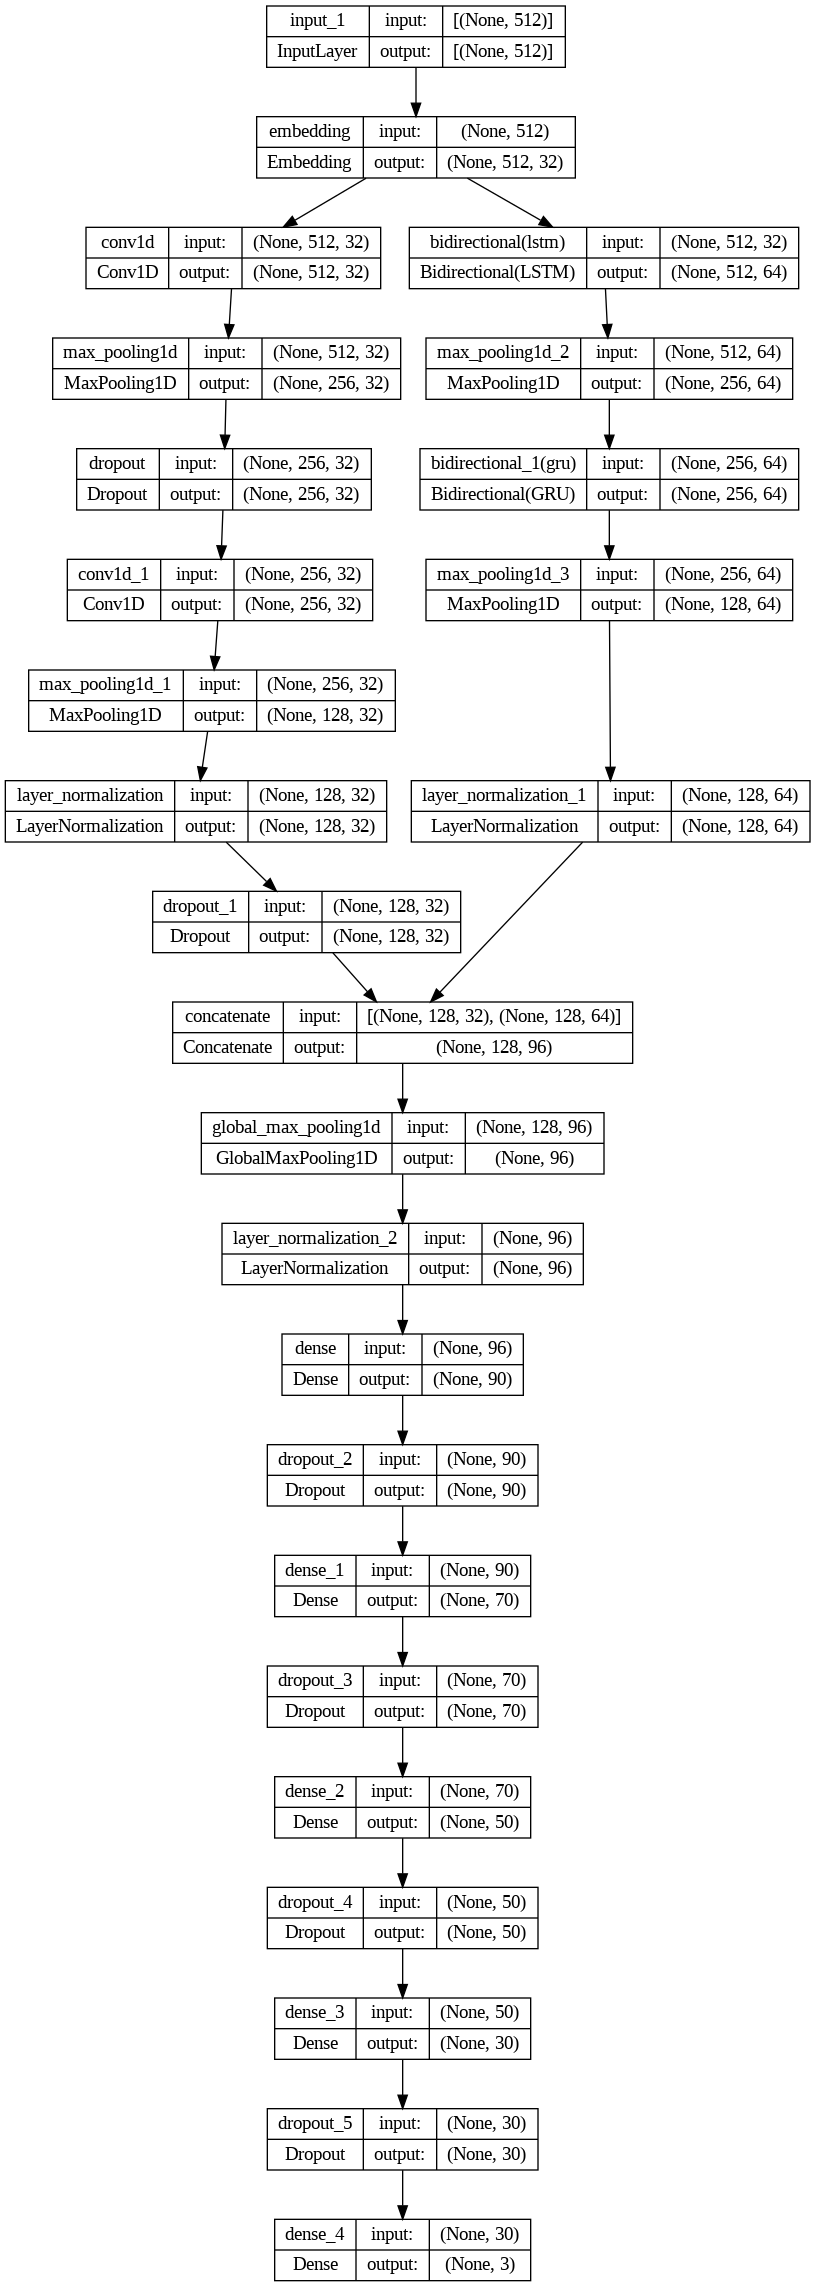 input_1 input: [(None, 512)]
InputLayer output: [(None, 512)]
embedding input: (None, 512)
Embedding output: (None, 512, 32)
conv1d input: (None, 512, 32)
Conv1D output: (None, 512, 32)
bidirectional(lstm) input: (None, 512, 32)
Bidirectional(LSTM) output: (None, 512, 64)
max_pooling1d input: (None, 512, 32)
MaxPooling1D output: (None, 256, 32)
max_pooling1d_2 input: (None, 512, 64)
MaxPooling1D output: (None, 256, 64)
dropout input: (None, 256, 32)
Dropout output: (None, 256, 32)
bidirectional_1(gru) input: (None, 256, 64)
Bidirectional(GRU) output: (None, 256, 64)
conv1d_1 input: (None, 256, 32)
Conv1D output: (None, 256, 32)
max_pooling1d_3 input: (None, 256, 64)
MaxPooling1D output: (None, 128, 64)
max_pooling1d_1 input: (None, 256, 32)
MaxPooling1D output: (None, 128, 32)
layer_normalization input: (None, 128, 32)
LayerNormalization output: (None, 128, 32)
layer_normalization_1 input: (None, 128, 64)
LayerNormalization output: (None, 128, 64)
dropout_1 input: (None, 128, 32)
Dropout output: (None, 128, 32)
concatenate input: [(None, 128, 32), (None, 128, 64)]
Concatenate output: (None, 128, 96)
global_max_pooling1d input: (None, 128, 96)
GlobalMaxPooling1D output: (None, 96)
layer_normalization_2 input: (None, 96)
LayerNormalization output: (None, 96)
dense input: (None, 96)
Dense output: (None, 90)
dropout_2 input: (None, 90)
Dropout output: (None, 90)
dense_1 input: (None, 90)
Dense output: (None, 70)
dropout_3 input: (None, 70)
Dropout output: (None, 70)
dense_2 input: (None, 70)
Dense output: (None, 50)
dropout_4 input: (None, 50)
Dropout output: (None, 50)
dense_3 input: (None, 50)
Dense output: (None, 30)
dropout_5 input: (None, 30)
Dropout output: (None, 30)
dense_4 input: (None, 30)
Dense output: (None, 3)